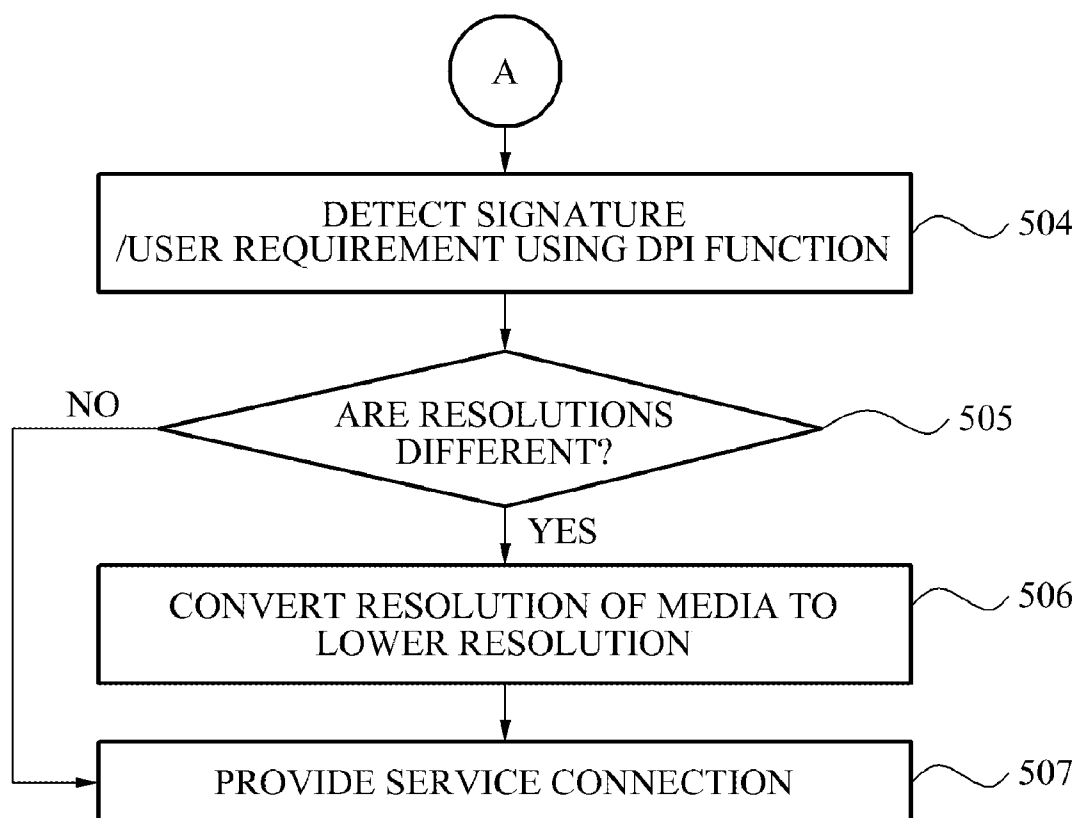 A
DETECT SIGNATURE
/USER REQUIREMENT USING DPI FUNCTION
504
NO
ARE RESOLUTIONS
DIFFERENT?
505
YES
CONVERT RESOLUTION OF MEDIA TO
LOWER RESOLUTION
506
PROVIDE SERVICE CONNECTION
507